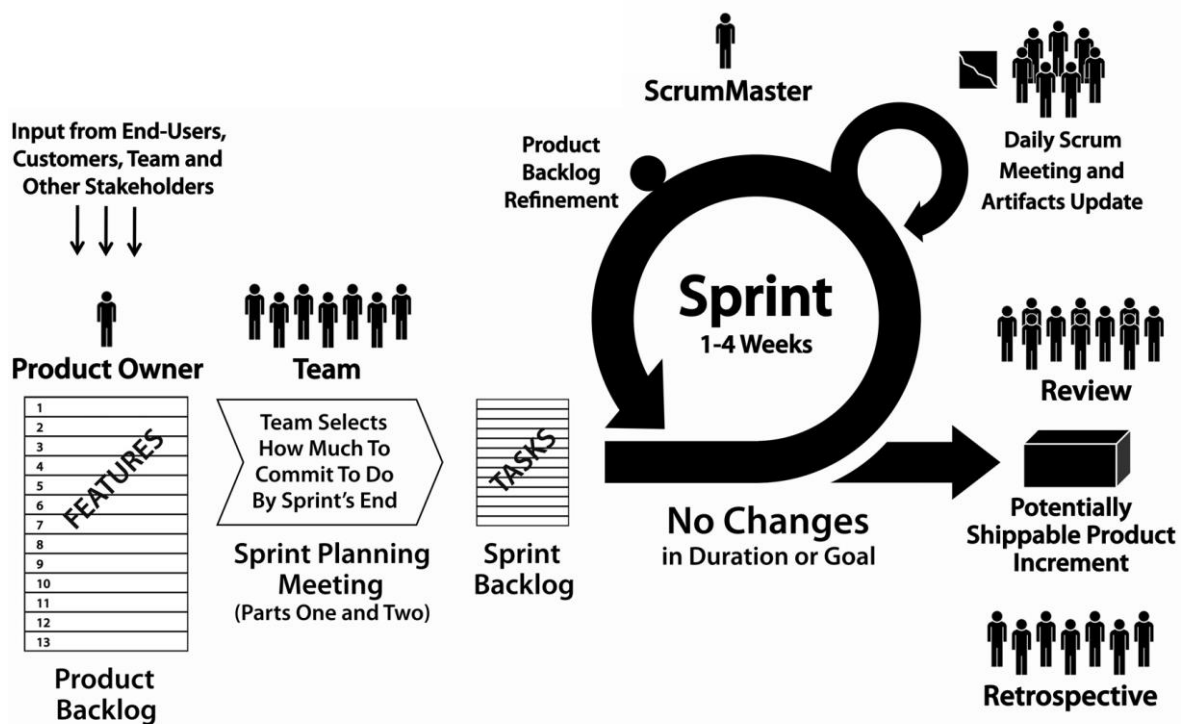 Input from End-Users,
Customers, Team and
Other Stakeholders
Product Owner
1
2
3
4
5
6
7
8
9
10
11
12
13
FEATURES
Product
Backlog
Team
Team Selects
How Much To
Commit To Do
By Sprint's End
Sprint Planning
Meeting
(Parts One and Two)
TASKS
Sprint
Backlog
ScrumMaster
Product
Backlog
Refinement
Sprint
1-4 Weeks
No Changes
in Duration or Goal
Daily Scrum
Meeting and
Artifacts Update
Review
Potentially
Shippable Product
Increment
Retrospective